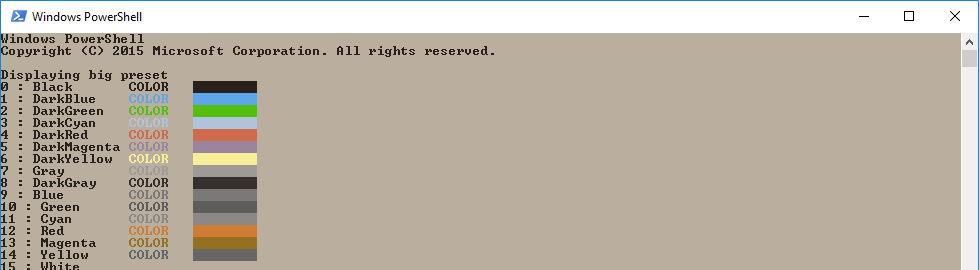 Windows PowerShell
Windows PowerShell
Copyright (C) 2015 Microsoft Corporation. All rights reserved.
Displaying big preset
0 : Black COLOR
1 : DarkBlue COLOR
2 : DarkGreen COLOR
3 : DarkCyan COLOR
4 : DarkRed COLOR
5 : DarkMagenta COLOR
6 : DarkYellow COLOR
7 : Gray COLOR
8 : DarkGray COLOR
9 : Blue COLOR
10 : Green COLOR
11 : Cyan COLOR
12 : Red COLOR
13 : Magenta COLOR
14 : Yellow COLOR
15 : White